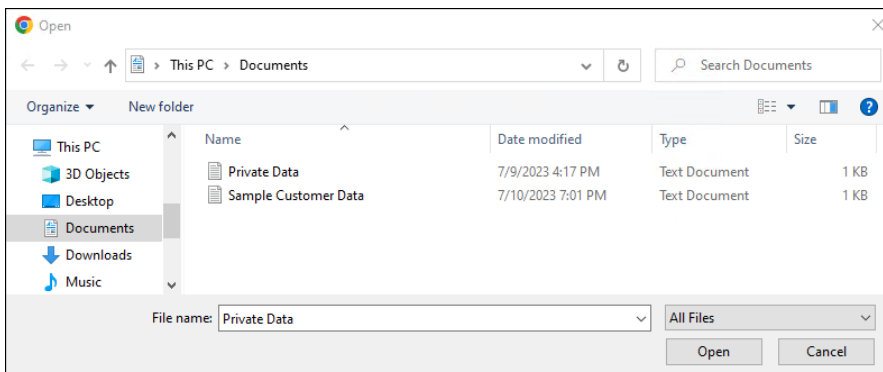 Open
This PC > Documents
Search Documents
Organize
New folder
Name
Date modified
Type
Size
This PC
3D Objects
Desktop
Documents
Downloads
Music
Private Data
7/9/2023 4:17 PM
Text Document
1 KB
Sample Customer Data
7/10/2023 7:01 PM
Text Document
1 KB
File name:
Private Data
All Files
Open
Cancel